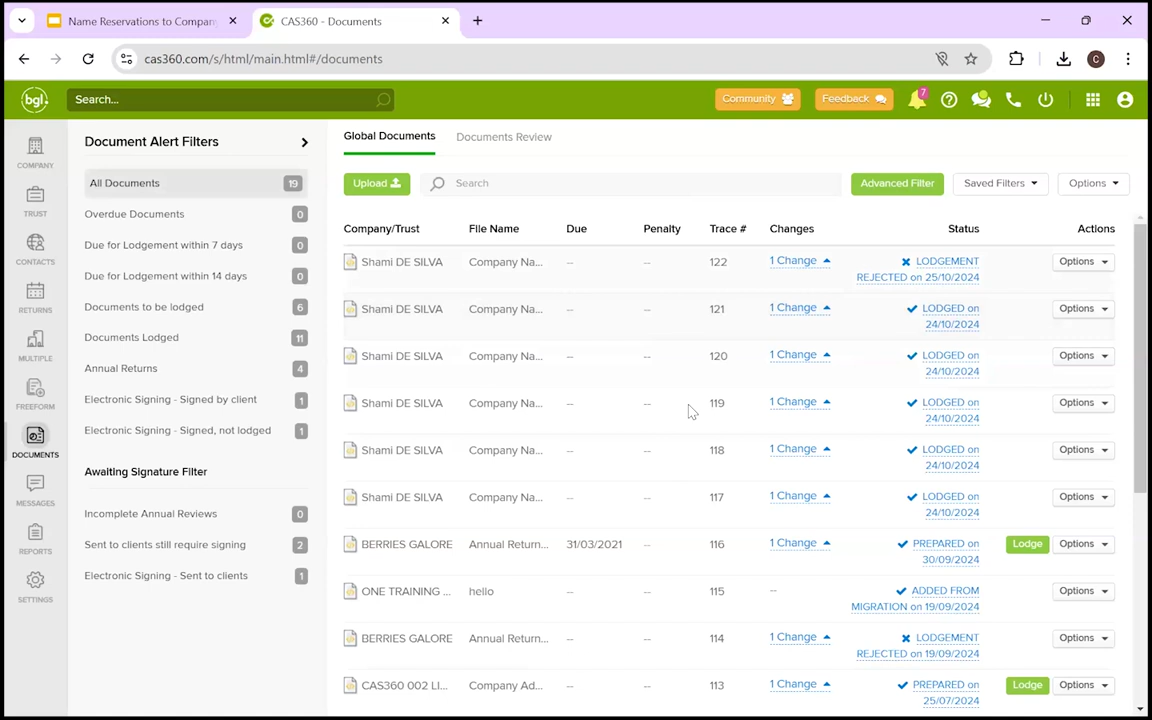 Name Reservations to Compan
CAS360 - Documents
cas360.com/s/html/main.html#/documents
C
bgl.
Search...
Community
Feedback
7
COMPANY
TRUST
CONTACTS
RETURNS
MULTIPLE
FREEFORM
DOCUMENTS
MESSAGES
REPORTS
SETTINGS
Document Alert Filters
All Documents 19
Overdue Documents 0
Due for Lodgement within 7 days 0
Due for Lodgement within 14 days 0
Documents to be lodged 6
Documents Lodged 11
Annual Returns 4
Electronic Signing - Signed by client 1
Electronic Signing - Signed, not lodged 1
Awaiting Signature Filter
Incomplete Annual Reviews 0
Sent to clients still require signing 2
Electronic Signing - Sent to clients 1
Global Documents Documents Review
Upload Search Advanced Filter Saved Filters Options
Company/Trust File Name Due Penalty Trace # Changes Status Actions
Shami DE SILVA Company Na... -- -- 122 1 Change LODGEMENT Options
REJECTED on 25/10/2024
Shami DE SILVA Company Na... -- -- 121 1 Change LODGED on Options
24/10/2024
Shami DE SILVA Company Na... -- -- 120 1 Change LODGED on Options
24/10/2024
Shami DE SILVA Company Na... -- -- 119 1 Change LODGED on Options
24/10/2024
Shami DE SILVA Company Na... -- -- 118 1 Change LODGED on Options
24/10/2024
Shami DE SILVA Company Na... -- -- 117 1 Change LODGED on Options
24/10/2024
BERRIES GALORE Annual Return... 31/03/2021 -- 116 1 Change PREPARED on Lodge Options
30/09/2024
ONE TRAINING ... hello -- -- 115 -- ADDED FROM Options
MIGRATION on 19/09/2024
BERRIES GALORE Annual Return... -- -- 114 1 Change LODGEMENT Options
REJECTED on 19/09/2024
CAS360 002 LI... Company Ad... -- -- 113 1 Change PREPARED on Lodge Options
25/07/2024